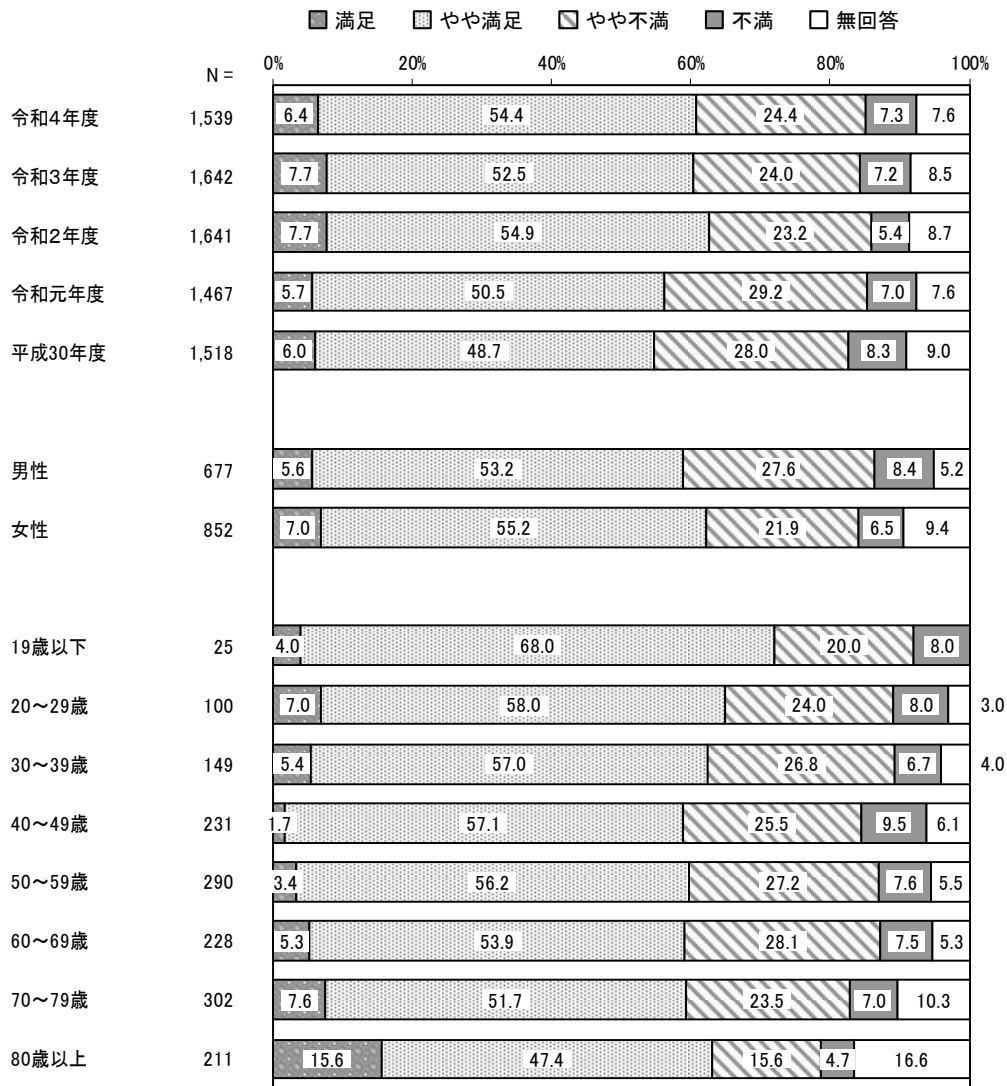 満足 やや満足 やや不満 不満 無回答
N = 0% 20% 40% 60% 80% 100%
令和4年度 1,539 6.4 54.4 24.4 7.3 7.6
令和3年度 1,642 7.7 52.5 24.0 7.2 8.5
令和2年度 1,641 7.7 54.9 23.2 5.4 8.7
令和元年度 1,467 5.7 50.5 29.2 7.0 7.6
平成30年度 1,518 6.0 48.7 28.0 8.3 9.0
男性 677 5.6 53.2 27.6 8.4 5.2
女性 852 7.0 55.2 21.9 6.5 9.4
19歳以下 25 4.0 68.0 20.0 8.0
20～29歳 100 7.0 58.0 24.0 8.0 3.0
30～39歳 149 5.4 57.0 26.8 6.7 4.0
40～49歳 231 1.7 57.1 25.5 9.5 6.1
50～59歳 290 3.4 56.2 27.2 7.6 5.5
60～69歳 228 5.3 53.9 28.1 7.5 5.3
70～79歳 302 7.6 51.7 23.5 7.0 10.3
80歳以上 211 15.6 47.4 15.6 4.7 16.6